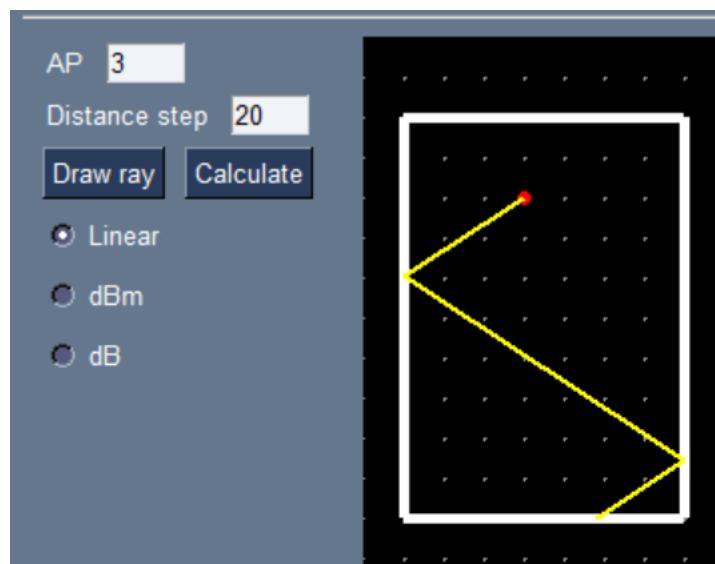 AP 3
Distance step 20
Draw ray Calculate
Linear
dBm
dB